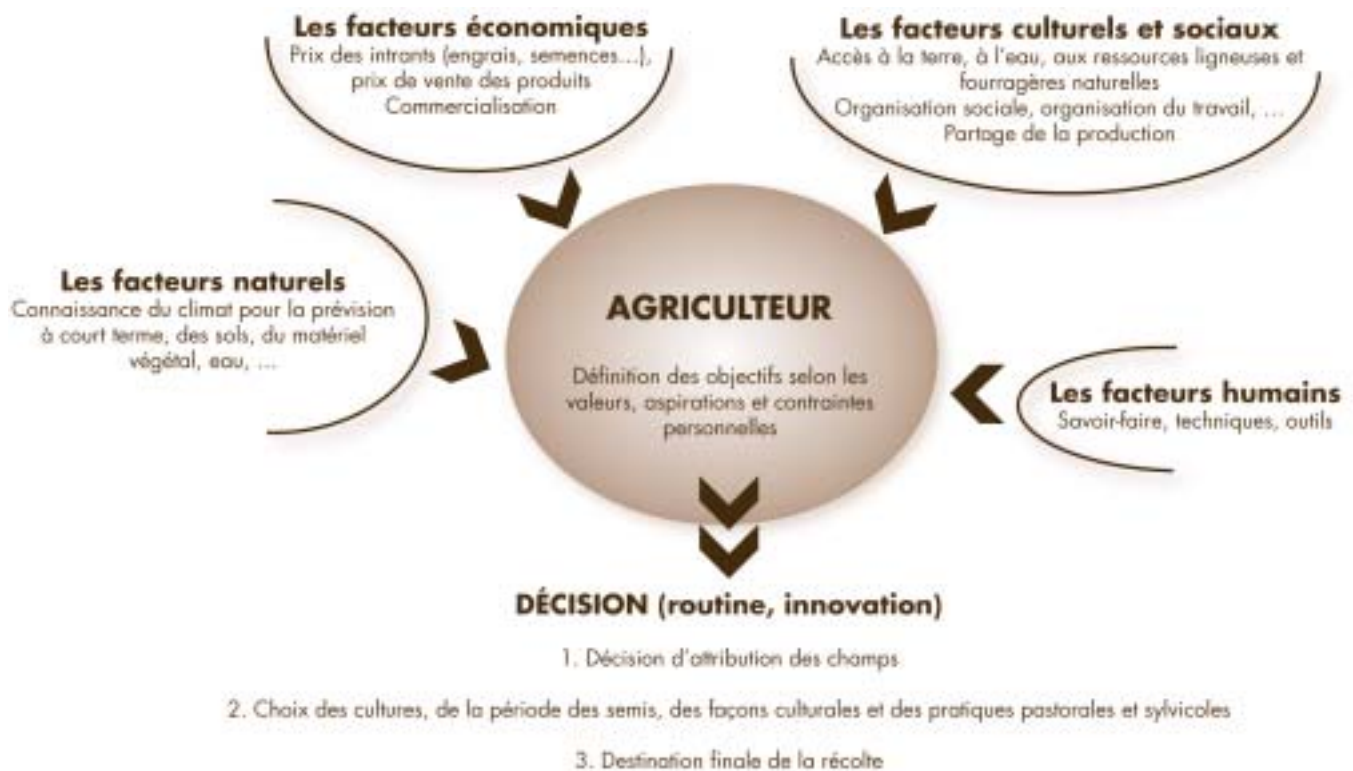 Les facteurs économiques
Prix des intrants (engrais, semences...),
prix de vente des produits
Commercialisation
Les facteurs culturels et sociaux
Accès à la terre, à l'eau, aux ressources ligneuses et
fourragères naturelles
Organisation sociale, organisation du travail, ...
Partage de la production
Les facteurs naturels
Connaissance du climat pour la prévision
à court terme, des sols, du matériel
végétal, eau, ...
AGRICULTEUR
Définition des objectifs selon les
valeurs, aspirations et contraintes
personnelles
Les facteurs humains
Savoir-faire, techniques, outils
DÉCISION (routine, innovation)
1. Décision d'attribution des champs
2. Choix des cultures, de la période des semis, des façons culturales et des pratiques pastorales et sylvicoles
3. Destination finale de la récolte